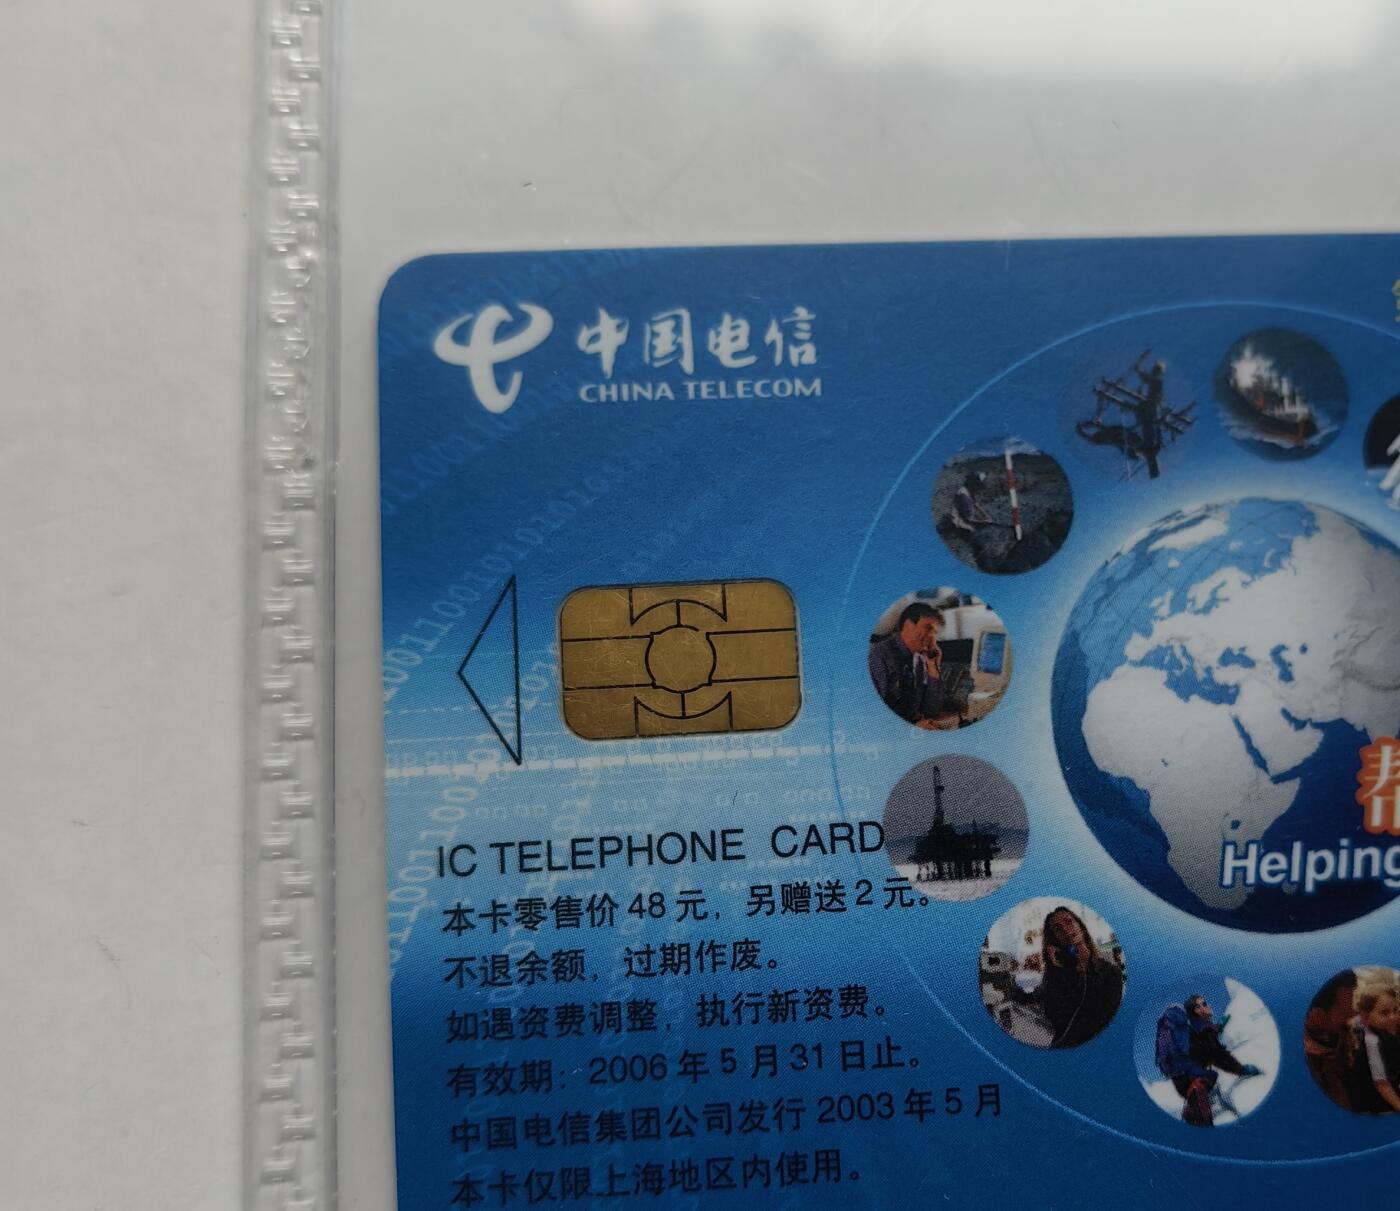 中国电信
CHINA TELECOM
Helping
IC TELEPHONE CARD
本卡零售价 48 元，另赠送 2 元。
不退余额，过期作废。
如遇资费调整，执行新资费。
有效期：2006 年 5 月 31 日止。
中国电信集团公司发行 2003 年 5 月
本卡仅限上海地区内使用。